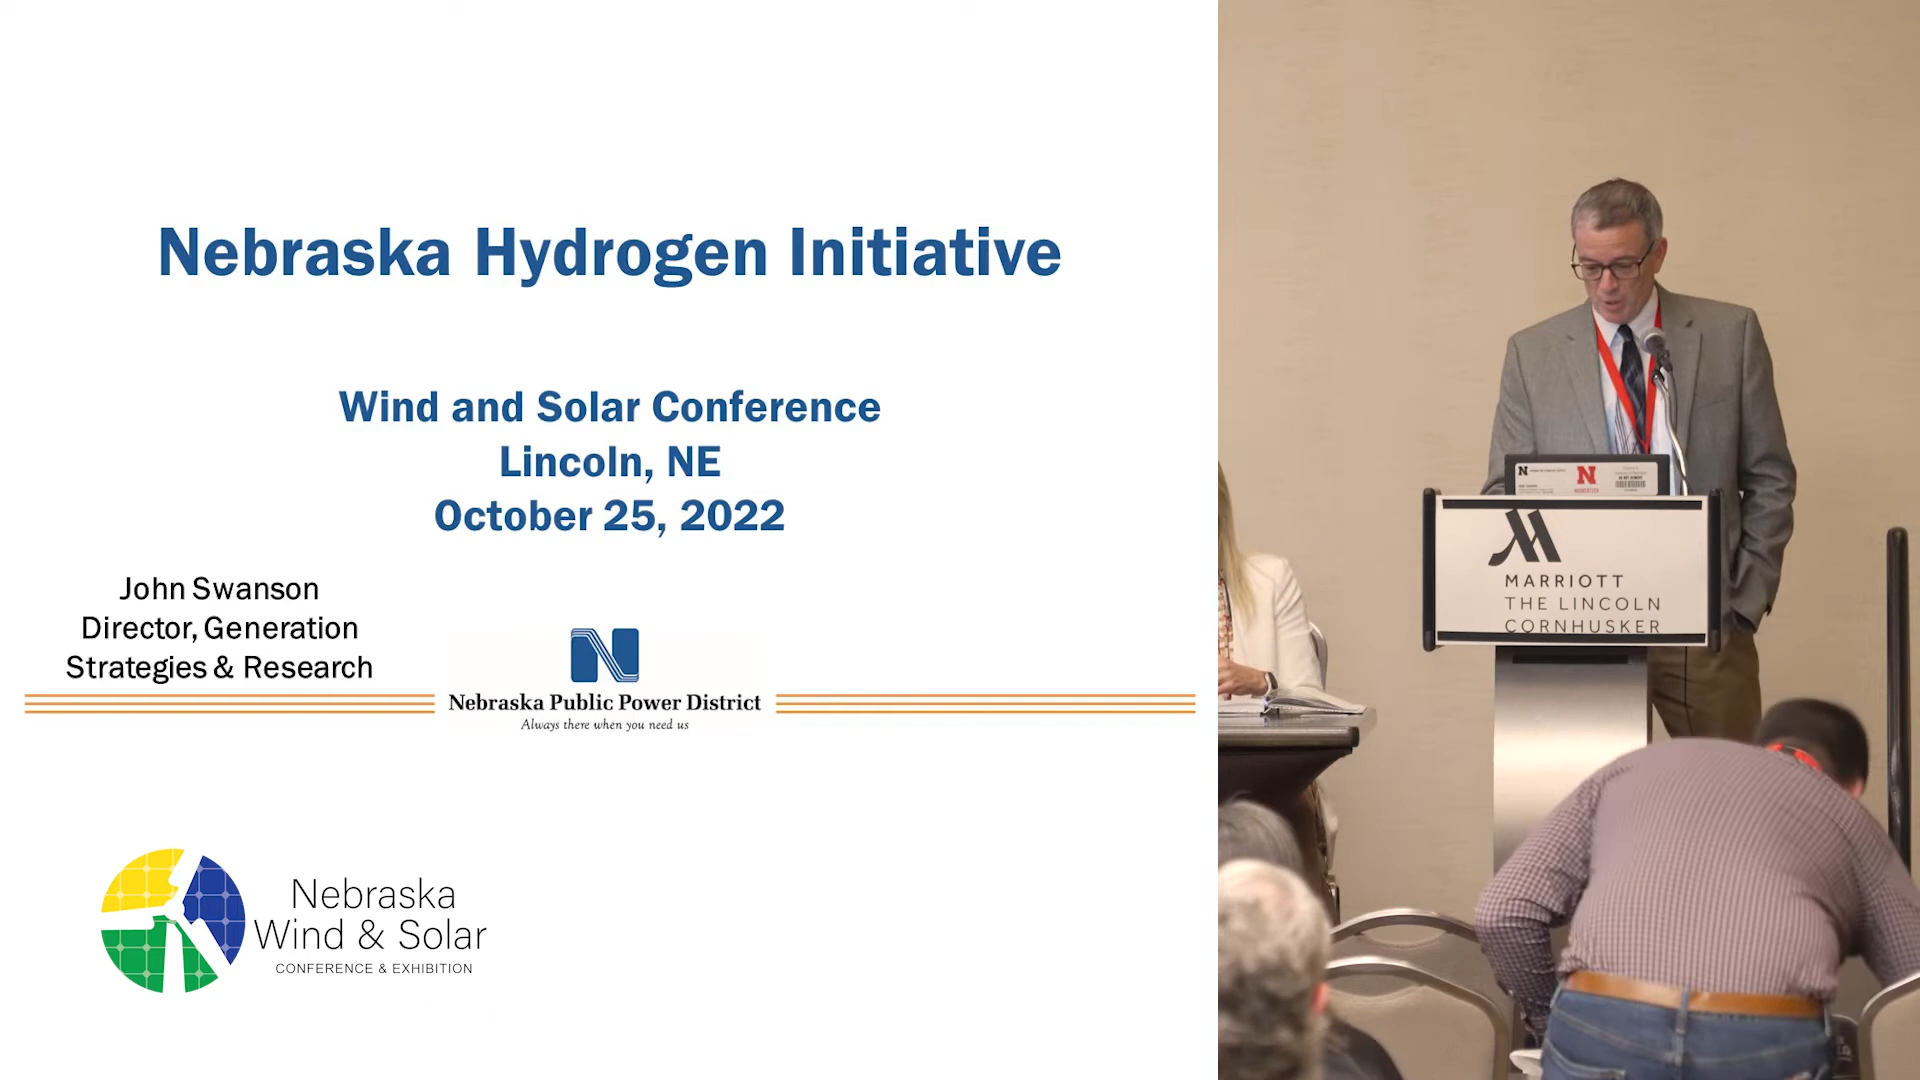 Nebraska Hydrogen Initiative
Wind and Solar Conference
Lincoln, NE
October 25, 2022
John Swanson
Director, Generation
Strategies & Research
Nebraska Public Power District
Always there when you need us
Nebraska
Wind & Solar
CONFERENCE & EXHIBITION
N
N
MARRIOTT
THE LINCOLN
CORNHUSKER